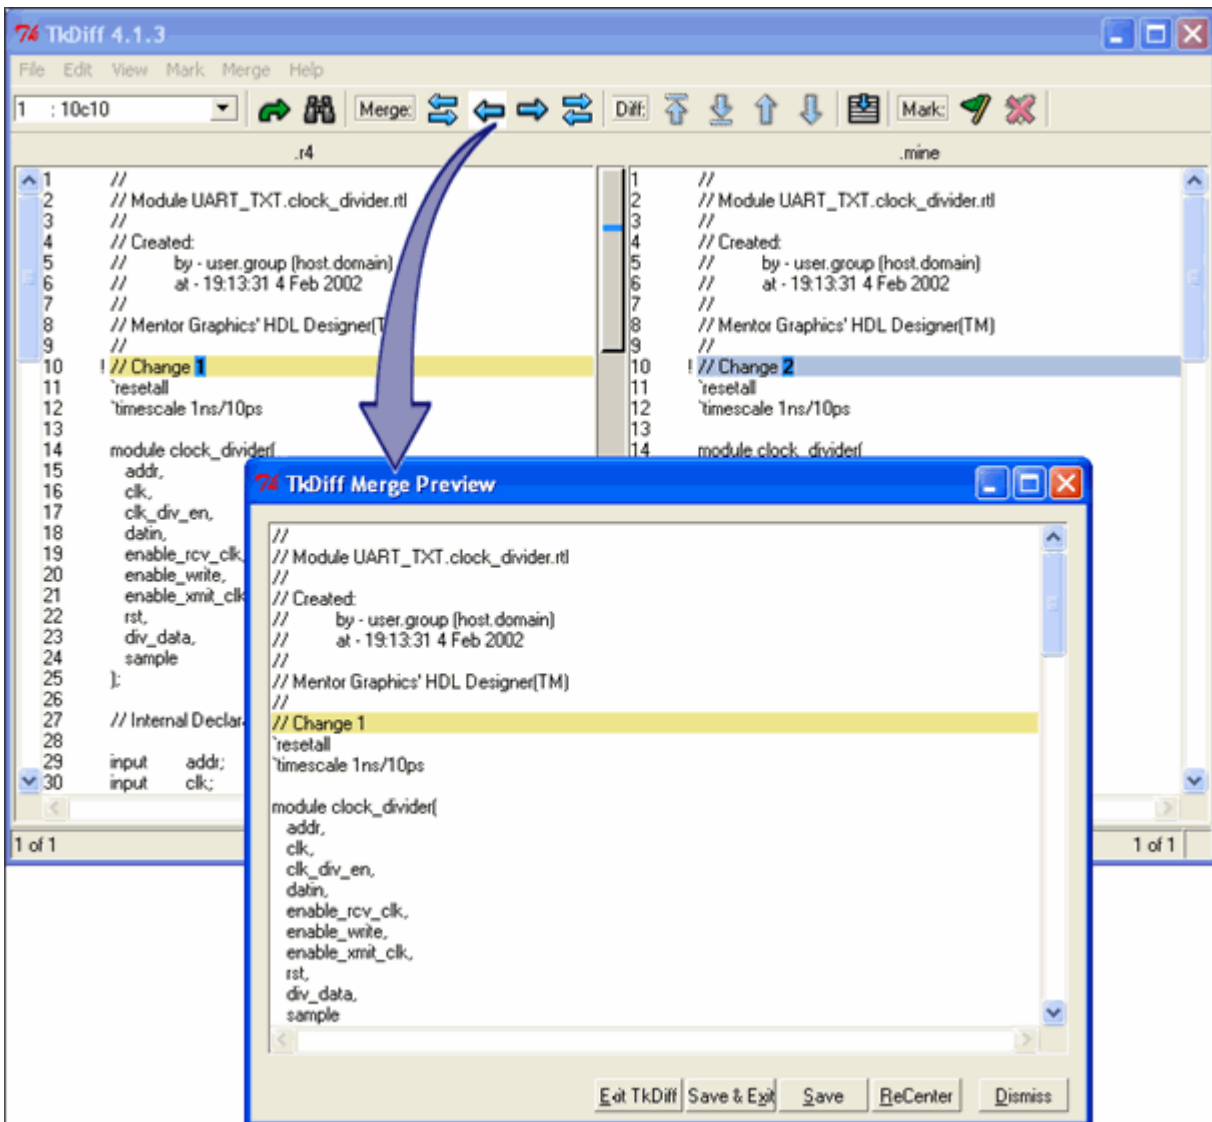 TkDiff 4.1.3
File Edit View Mark Merge Help
1 : 10c10 Merge: Diff: Mark:
.r4
.mine
1 //
2 // Module UART_TXT.clock_divider.rtl
3 //
4 // Created:
5 // by - user.group (host.domain)
6 // at - 19:13:31 4 Feb 2002
7 //
8 // Mentor Graphics' HDL Designer(T
9 //
10 ! // Change 1
11 `resetall
12 `timescale 1ns/10ps
13
14 module clock_divider(
15 addr,
16 clk,
17 clk_div_en,
18 datin,
19 enable_rcv_clk,
20 enable_write,
21 enable_xmit_clk
22 rst,
23 div_data,
24 sample
25 );
26
27 // Internal Declar
28
29 input addr;
30 input clk;
1 //
2 // Module UART_TXT.clock_divider.rtl
3 //
4 // Created:
5 // by - user.group (host.domain)
6 // at - 19:13:31 4 Feb 2002
7 //
8 // Mentor Graphics' HDL Designer(TM)
9 //
10 ! // Change 2
11 `resetall
12 `timescale 1ns/10ps
13
14 module clock_divider(
1 of 1
1 of 1
TkDiff Merge Preview
//
// Module UART_TXT.clock_divider.rtl
//
// Created:
// by - user.group (host.domain)
// at - 19:13:31 4 Feb 2002
//
// Mentor Graphics' HDL Designer(TM)
//
// Change 1
`resetall
`timescale 1ns/10ps
module clock_divider(
addr,
clk,
clk_div_en,
datin,
enable_rcv_clk,
enable_write,
enable_xmit_clk,
rst,
div_data,
sample
Exit TkDiff Save & Exit Save ReCenter Dismiss